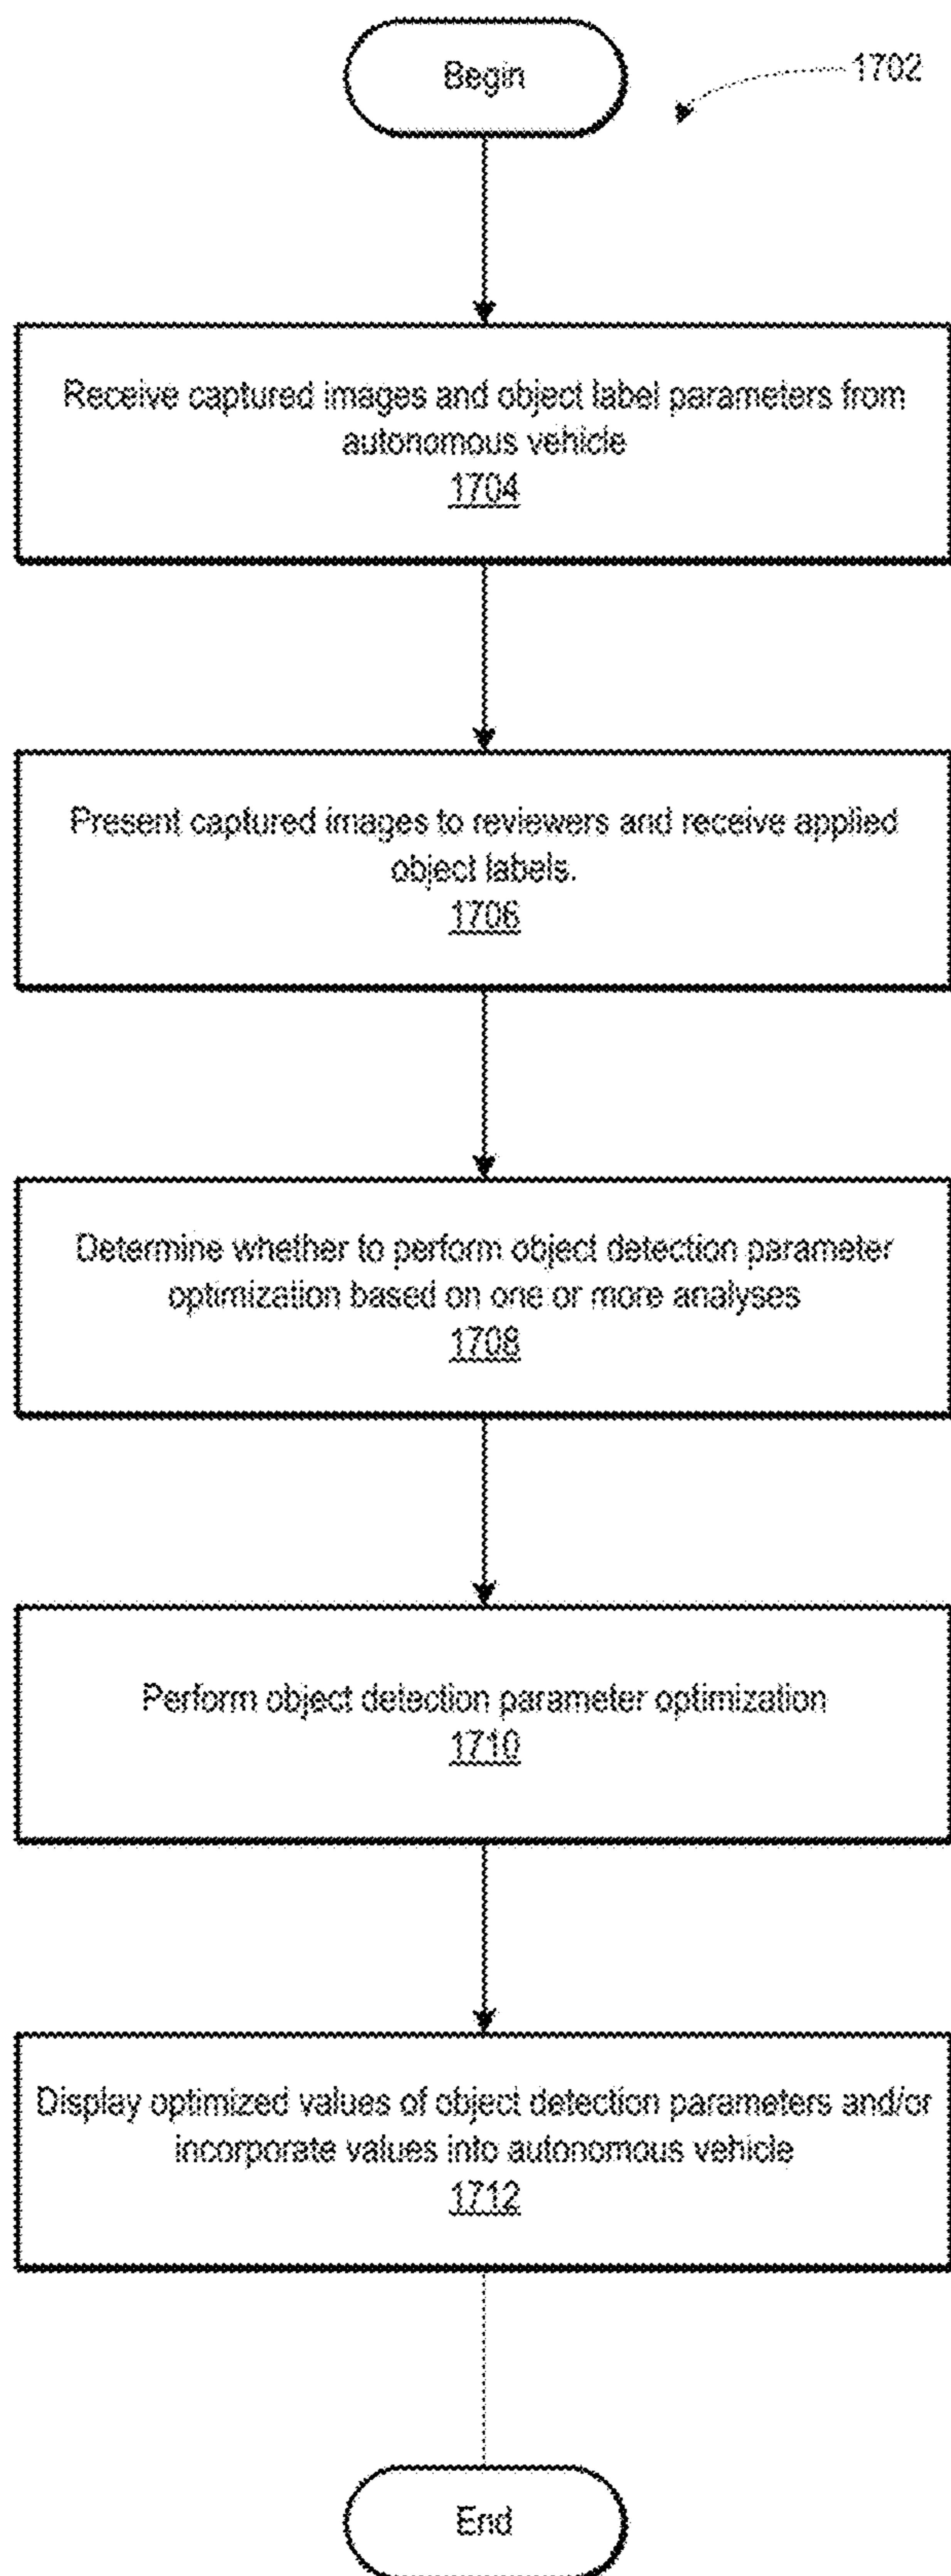 Begin
1702
Receive captured images and object label parameters from
autonomous vehicle
1704
Present captured images to reviewers and receive applied
object labels.
1706
Determine whether to perform object detection parameter
optimization based on one or more analyses
1708
Perform object detection parameter optimization
1710
Display optimized values of object detection parameters and/or
incorporate values into autonomous vehicle
1712
End